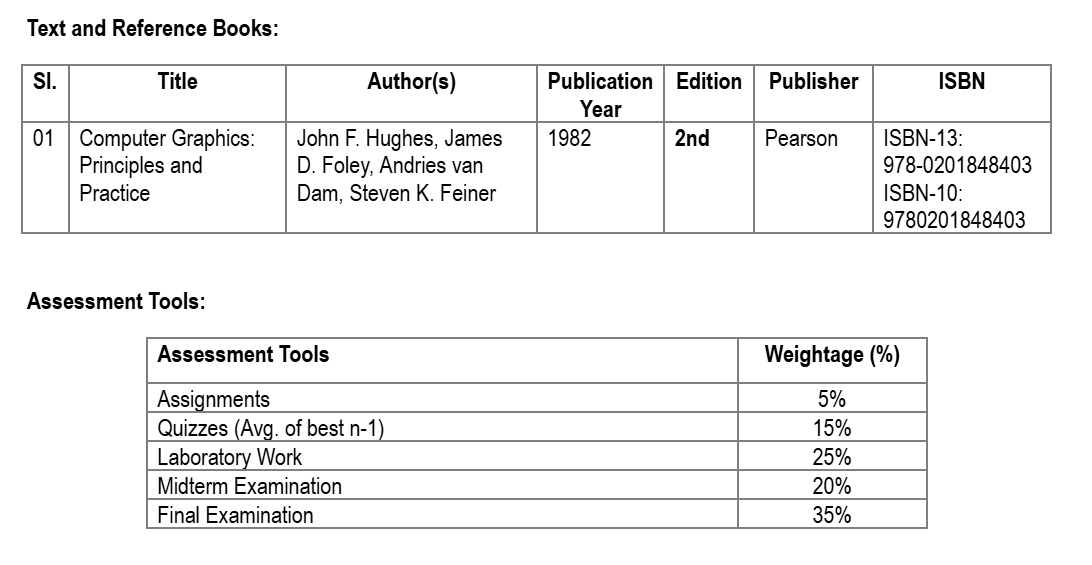 Text and Reference Books:
Sl. Title Author(s) Publication Year Edition Publisher ISBN
01 Computer Graphics: Principles and Practice John F. Hughes, James D. Foley, Andries van Dam, Steven K. Feiner 1982 2nd Pearson ISBN-13: 978-0201848403 ISBN-10: 9780201848403
Assessment Tools:
Assessment Tools Weightage (%)
Assignments 5%
Quizzes (Avg. of best n-1) 15%
Laboratory Work 25%
Midterm Examination 20%
Final Examination 35%